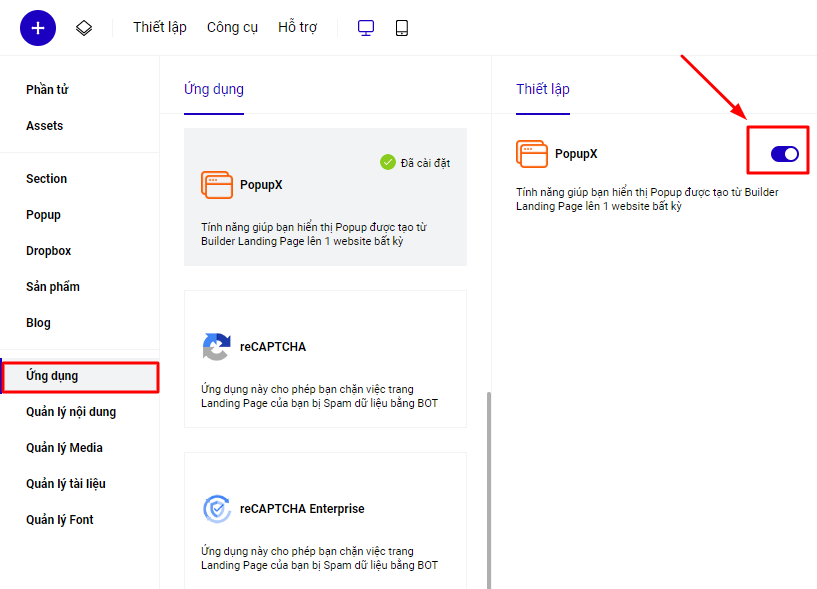 Thiết lập Công cụ Hỗ trợ
Phần tử
Assets
Section
Popup
Dropbox
Sản phẩm
Blog
Ứng dụng
Quản lý nội dung
Quản lý Media
Quản lý tài liệu
Quản lý Font
Ứng dụng
Đã cài đặt
PopupX
Tính năng giúp bạn hiển thị Popup được tạo từ
Builder Landing Page lên 1 website bất kỳ
reCAPTCHA
Ứng dụng này cho phép bạn chặn việc trang
Landing Page của bạn bị Spam dữ liệu bằng BOT
reCAPTCHA Enterprise
Ứng dụng này cho phép bạn chặn việc trang
Landing Page của bạn bị Spam dữ liệu bằng BOT
Thiết lập
PopupX
Tính năng giúp bạn hiển thị Popup được tạo từ Builder
Landing Page lên 1 website bất kỳ